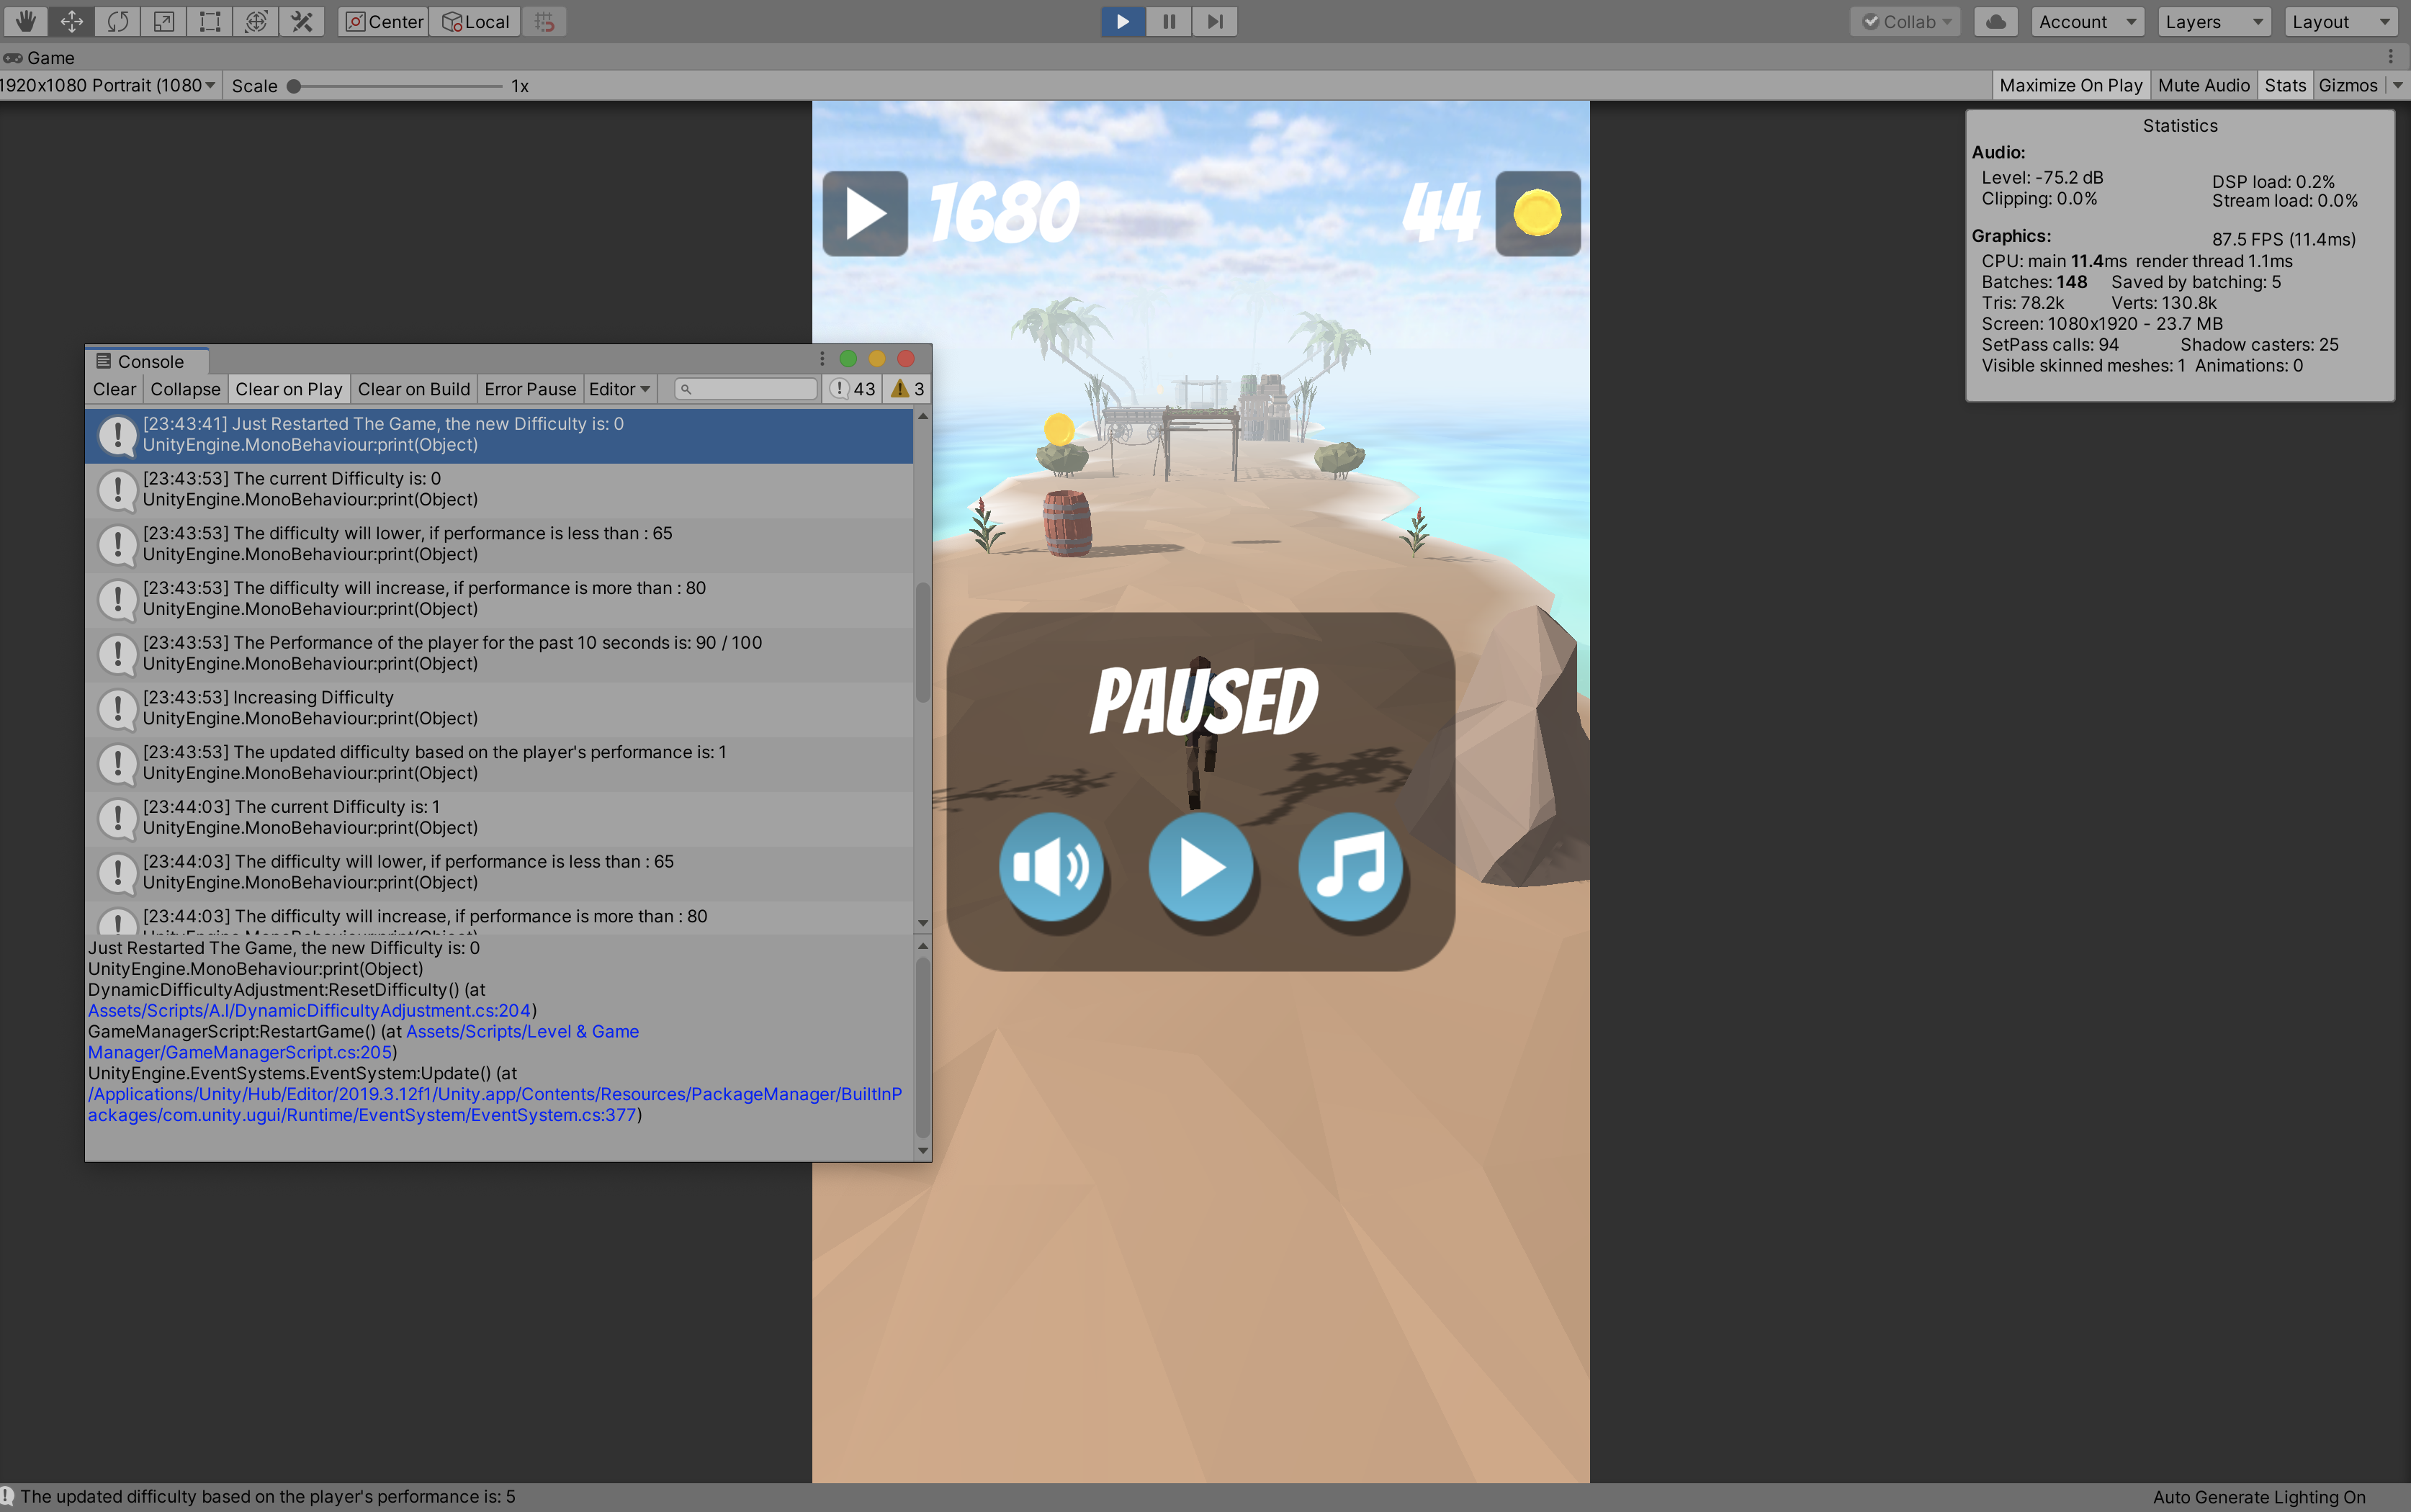 Center
Local
Collab
Account
Layers
Layout
Game
1920x1080 Portrait (1080
Scale
1x
Maximize On Play
Mute Audio
Stats
Gizmos
1680
44
Statistics
Audio:
Level: -75.2 dB
DSP load: 0.2%
Clipping: 0.0%
Stream load: 0.0%
Graphics:
87.5 FPS (11.4ms)
CPU: main 11.4ms render thread 1.1ms
Batches: 148 Saved by batching: 5
Tris: 78.2k Verts: 130.8k
Screen: 1080x1920 - 23.7 MB
SetPass calls: 94 Shadow casters: 25
Visible skinned meshes: 1 Animations: 0
Console
Clear
Collapse
Clear on Play
Clear on Build
Error Pause
Editor
43
3
[23:43:41] Just Restarted The Game, the new Difficulty is: 0
UnityEngine.MonoBehaviour:print(Object)
[23:43:53] The current Difficulty is: 0
UnityEngine.MonoBehaviour:print(Object)
[23:43:53] The difficulty will lower, if performance is less than : 65
UnityEngine.MonoBehaviour:print(Object)
[23:43:53] The difficulty will increase, if performance is more than : 80
UnityEngine.MonoBehaviour:print(Object)
[23:43:53] The Performance of the player for the past 10 seconds is: 90 / 100
UnityEngine.MonoBehaviour:print(Object)
[23:43:53] Increasing Difficulty
UnityEngine.MonoBehaviour:print(Object)
[23:43:53] The updated difficulty based on the player's performance is: 1
UnityEngine.MonoBehaviour:print(Object)
[23:44:03] The current Difficulty is: 1
UnityEngine.MonoBehaviour:print(Object)
[23:44:03] The difficulty will lower, if performance is less than : 65
UnityEngine.MonoBehaviour:print(Object)
[23:44:03] The difficulty will increase, if performance is more than : 80
Just Restarted The Game, the new Difficulty is: 0
UnityEngine.MonoBehaviour:print(Object)
DynamicDifficultyAdjustment:ResetDifficulty() (at
Assets/Scripts/A.I/DynamicDifficultyAdjustment.cs:204)
GameManagerScript:RestartGame() (at Assets/Scripts/Level & Game
Manager/GameManagerScript.cs:205)
UnityEngine.EventSystems.EventSystem:Update() (at
/Applications/Unity/Hub/Editor/2019.3.12f1/Unity.app/Contents/Resources/PackageManager/BuiltInP
ackages/com.unity.ugui/Runtime/EventSystem/EventSystem.cs:377)
PAUSED
The updated difficulty based on the player's performance is: 5
Auto Generate Lighting On